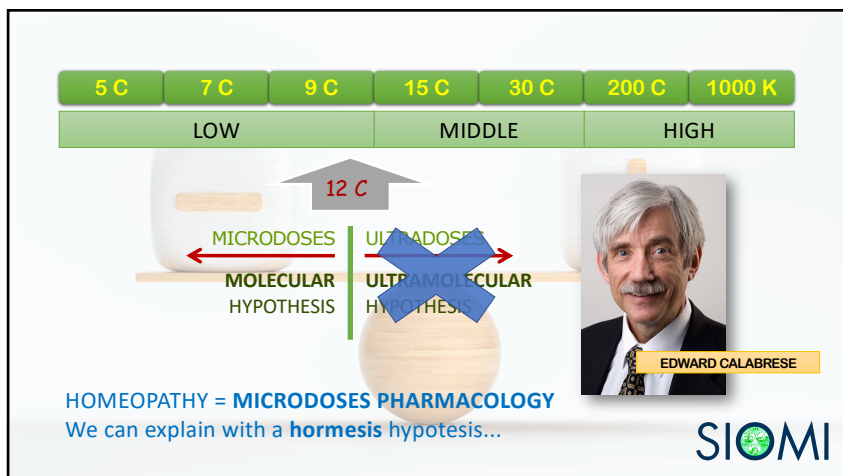 5 C 7 C 9 C 15 C 30 C 200 C 1000 K
LOW MIDDLE HIGH
12 C
MICRODOSES ULTRADOSES
MOLECULAR ULTRAMOLECULAR
HYPOTHESIS HYPOTHESIS
EDWARD CALABRESE
HOMEOPATHY = MICRODOSES PHARMACOLOGY
We can explain with a hormesis hypotesis...
SIOMI